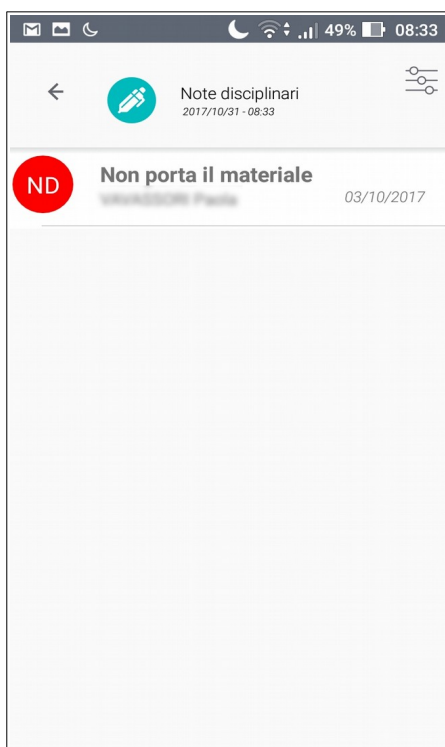 49% 08:33
Note disciplinari
2017/10/31 - 08:33
ND
Non porta il materiale
03/10/2017